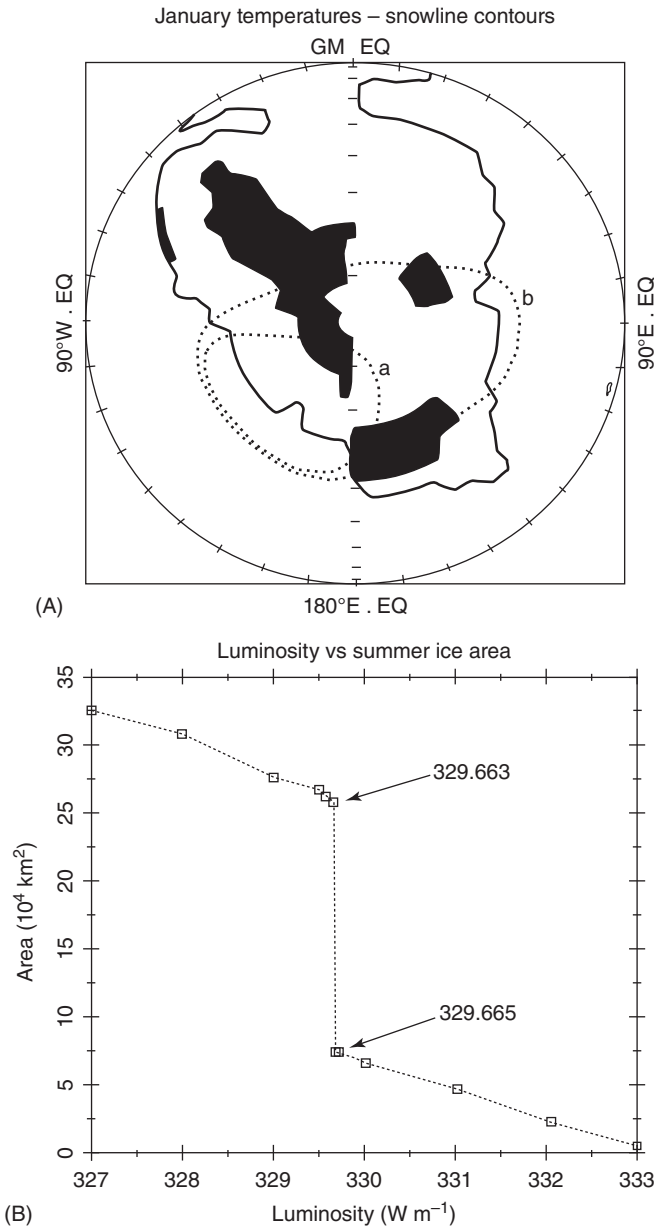 January temperatures – snowline contours
GM EQ
90°W . EQ
90°E . EQ
b
a
(A)
180°E . EQ
Luminosity vs summer ice area
35
30
25
20
15
10
5
0
Area (10⁴ km²)
329.663
329.665
327 328 329 330 331 332 333
(B)
Luminosity (W m⁻¹)